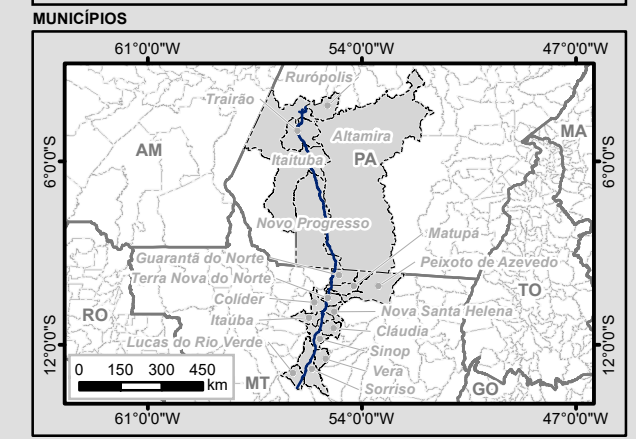 MUNICÍPIOS
61°0'0"W 54°0'0"W 47°0'0"W
Rurópolis
Trairão
MA
Altamira
AM
PA
Itaituba
6°0'0"S
6°0'0"S
Novo Progresso
Matupá
Guarantã do Norte
Peixoto de Azevedo
Terra Nova do Norte
TO
Colíder
Nova Santa Helena
Itaúba
RO
Cláudia
Lucas do Rio Verde
Sinop
12°0'0"S
12°0'0"S
Vera
0 150 300 450
km
MT
Sorriso
GO
61°0'0"W 54°0'0"W 47°0'0"W